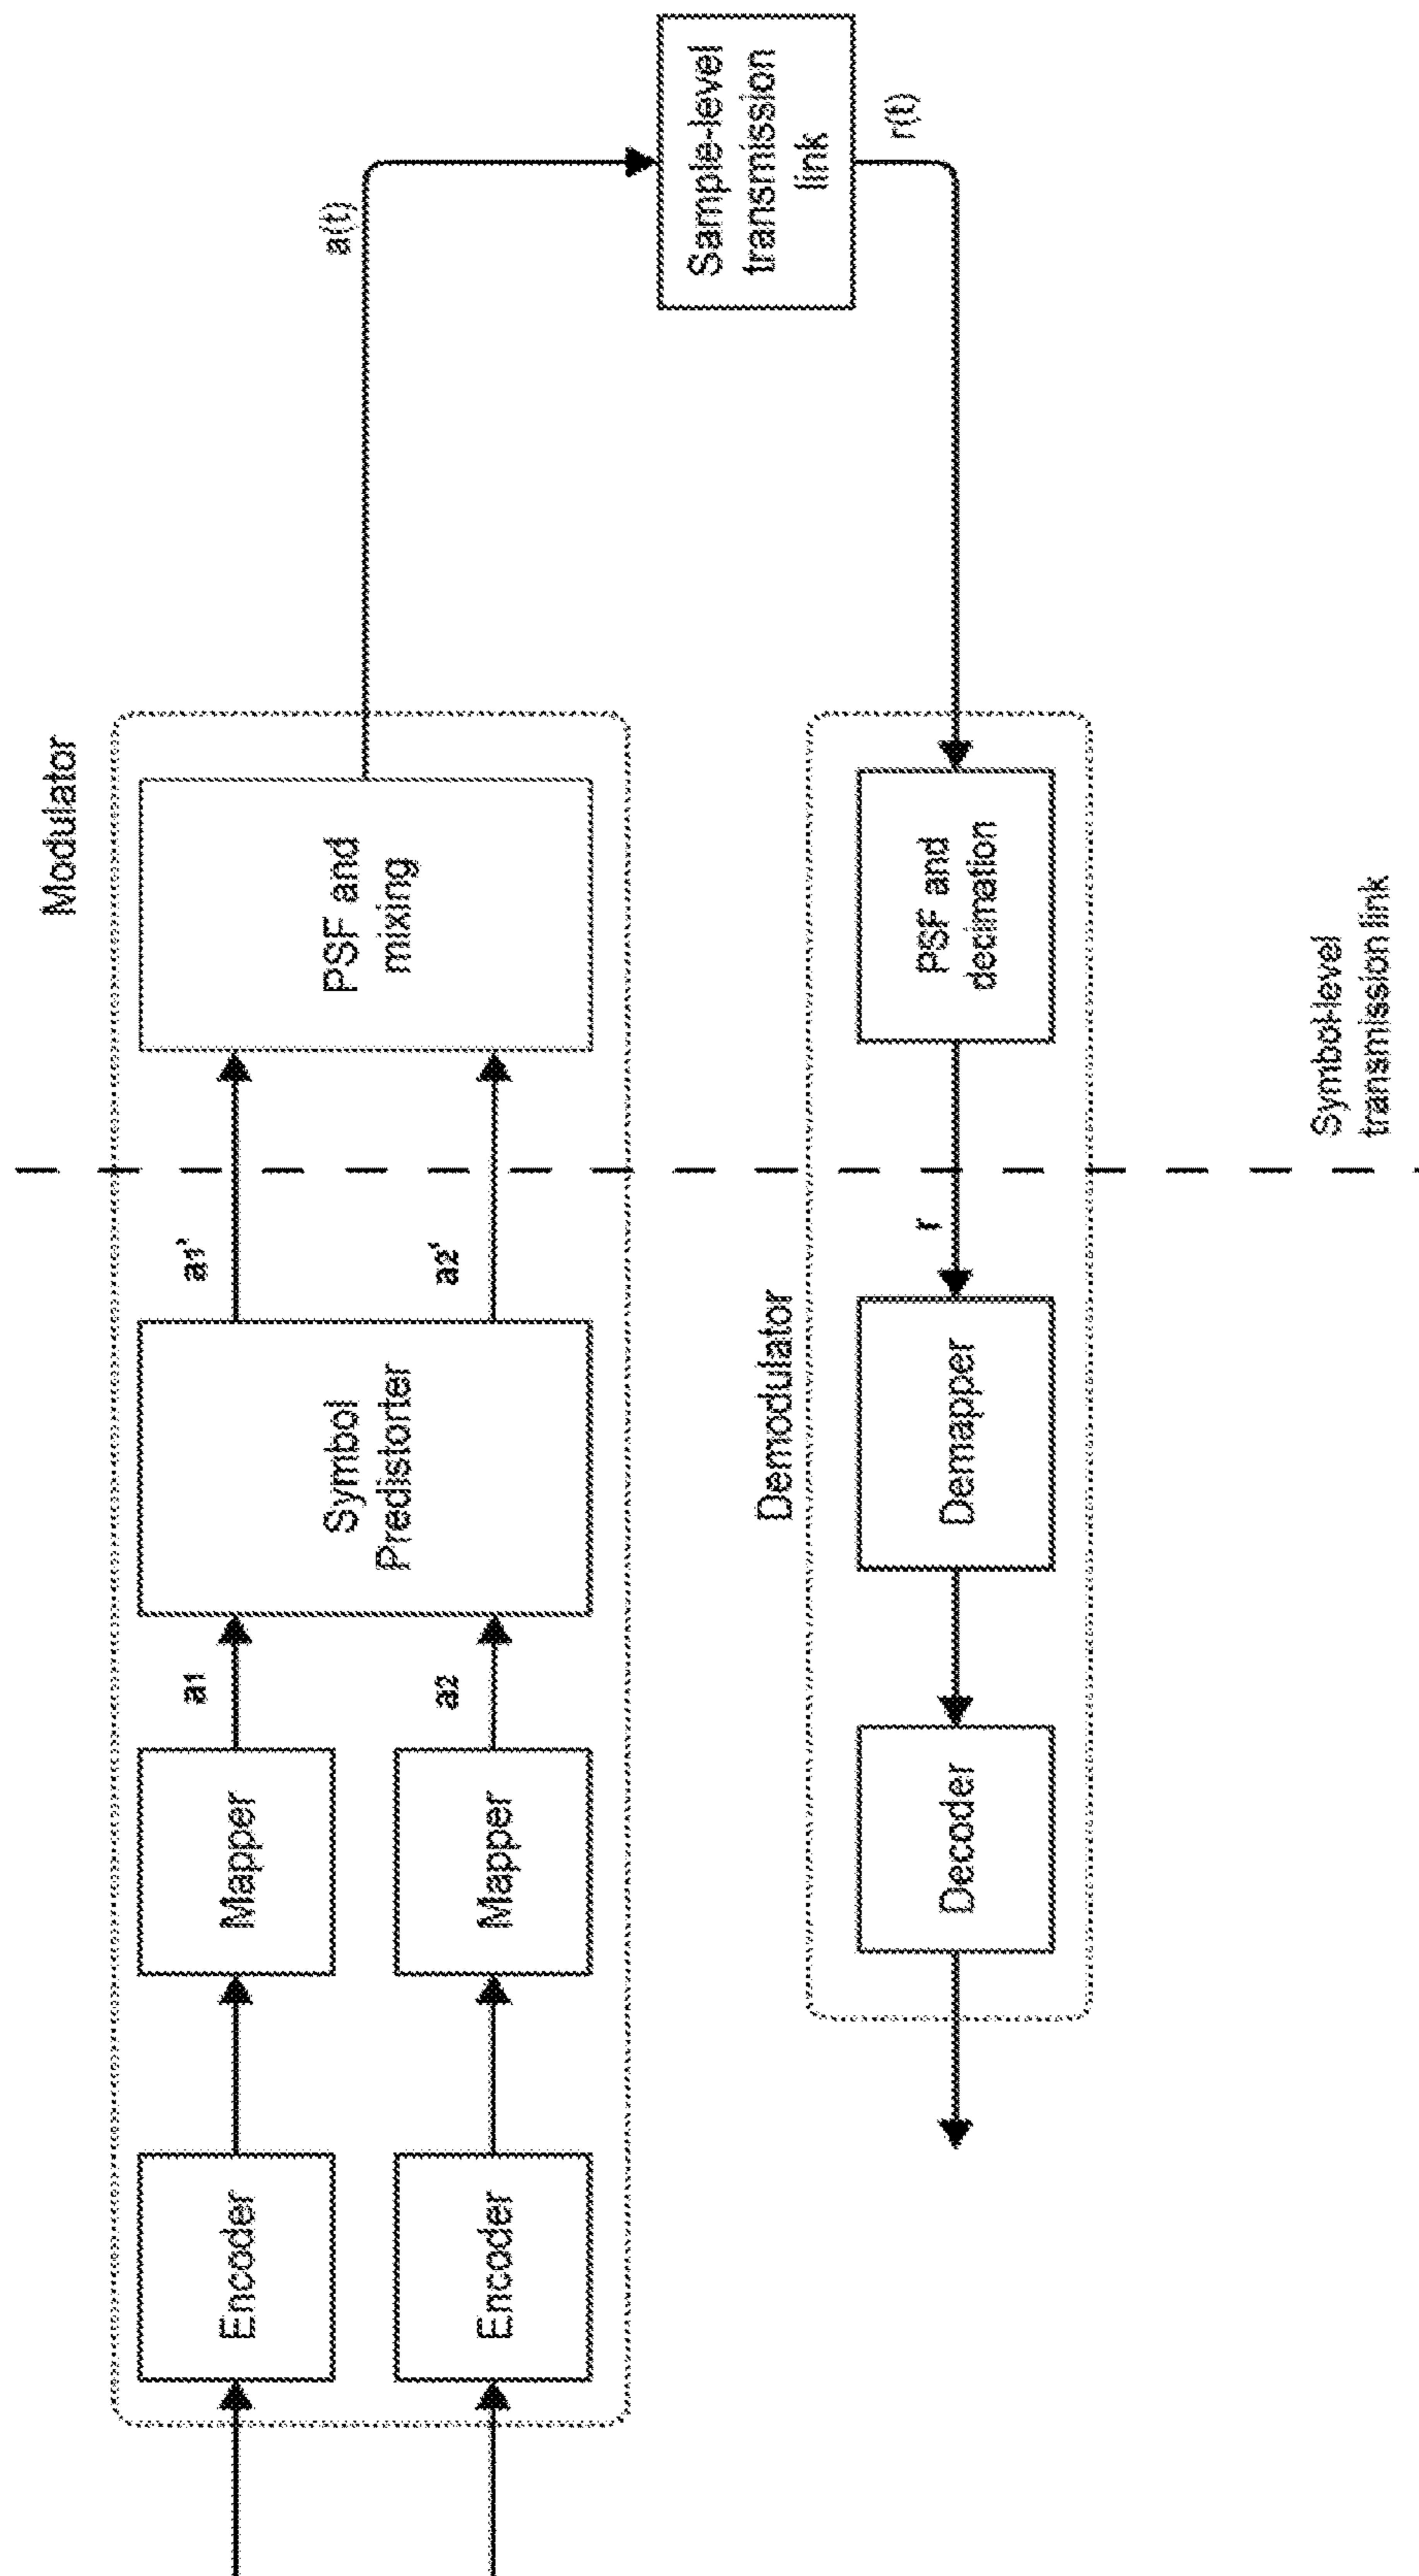 Modulator
Encoder
Mapper
a1
Symbol
Predistorter
a1'
PSF and
mixing
a(t)
Encoder
Mapper
a2
a2'
Sample-level
transmission
link
r(t)
Demodulator
Decoder
Demapper
r
PSF and
decimation
Symbol-level
transmission link